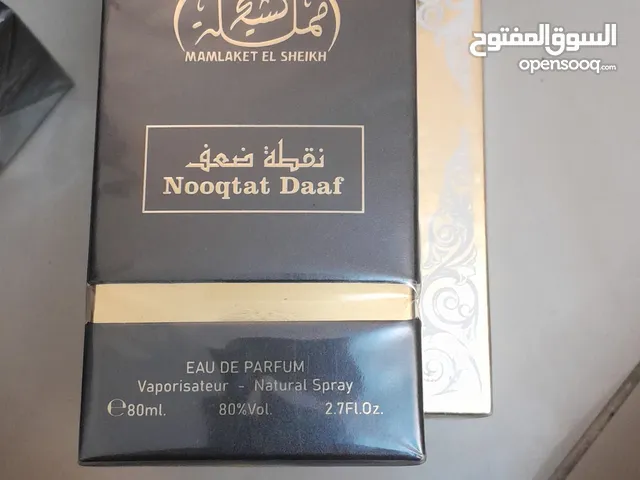 السوق المفتوح
opensooq.com
مملكة الشيخ
MAMLAKET EL SHEIKH
نقطة ضعف
Nooqtat Daaf
EAU DE PARFUM
Vaporisateur - Natural Spray
℮80ml. 80%Vol. 2.7Fl.Oz.